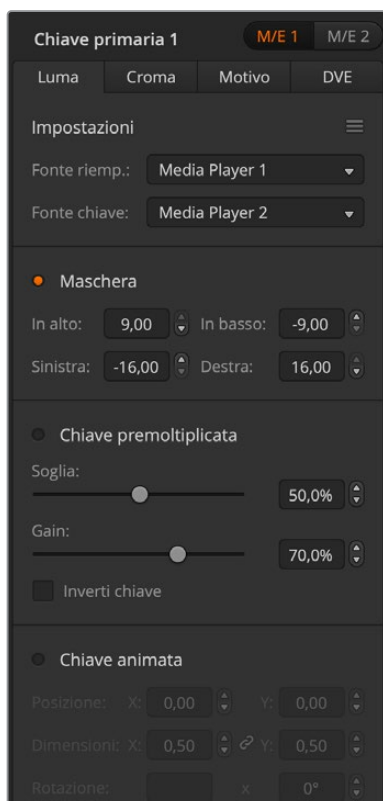 Chiave primaria 1 M/E 1 M/E 2
Luma Croma Motivo DVE
Impostazioni
Fonte riemp.: Media Player 1
Fonte chiave: Media Player 2
Maschera
In alto: 9,00 In basso: -9,00
Sinistra: -16,00 Destra: 16,00
Chiave premoltiplicata
Soglia:
50,0%
Gain:
70,0%
Inverti chiave
Chiave animata
Posizione: X: 0,00 Y: 0,00
Dimensioni: X: 0,50 Y: 0,50
Rotazione: x 0°